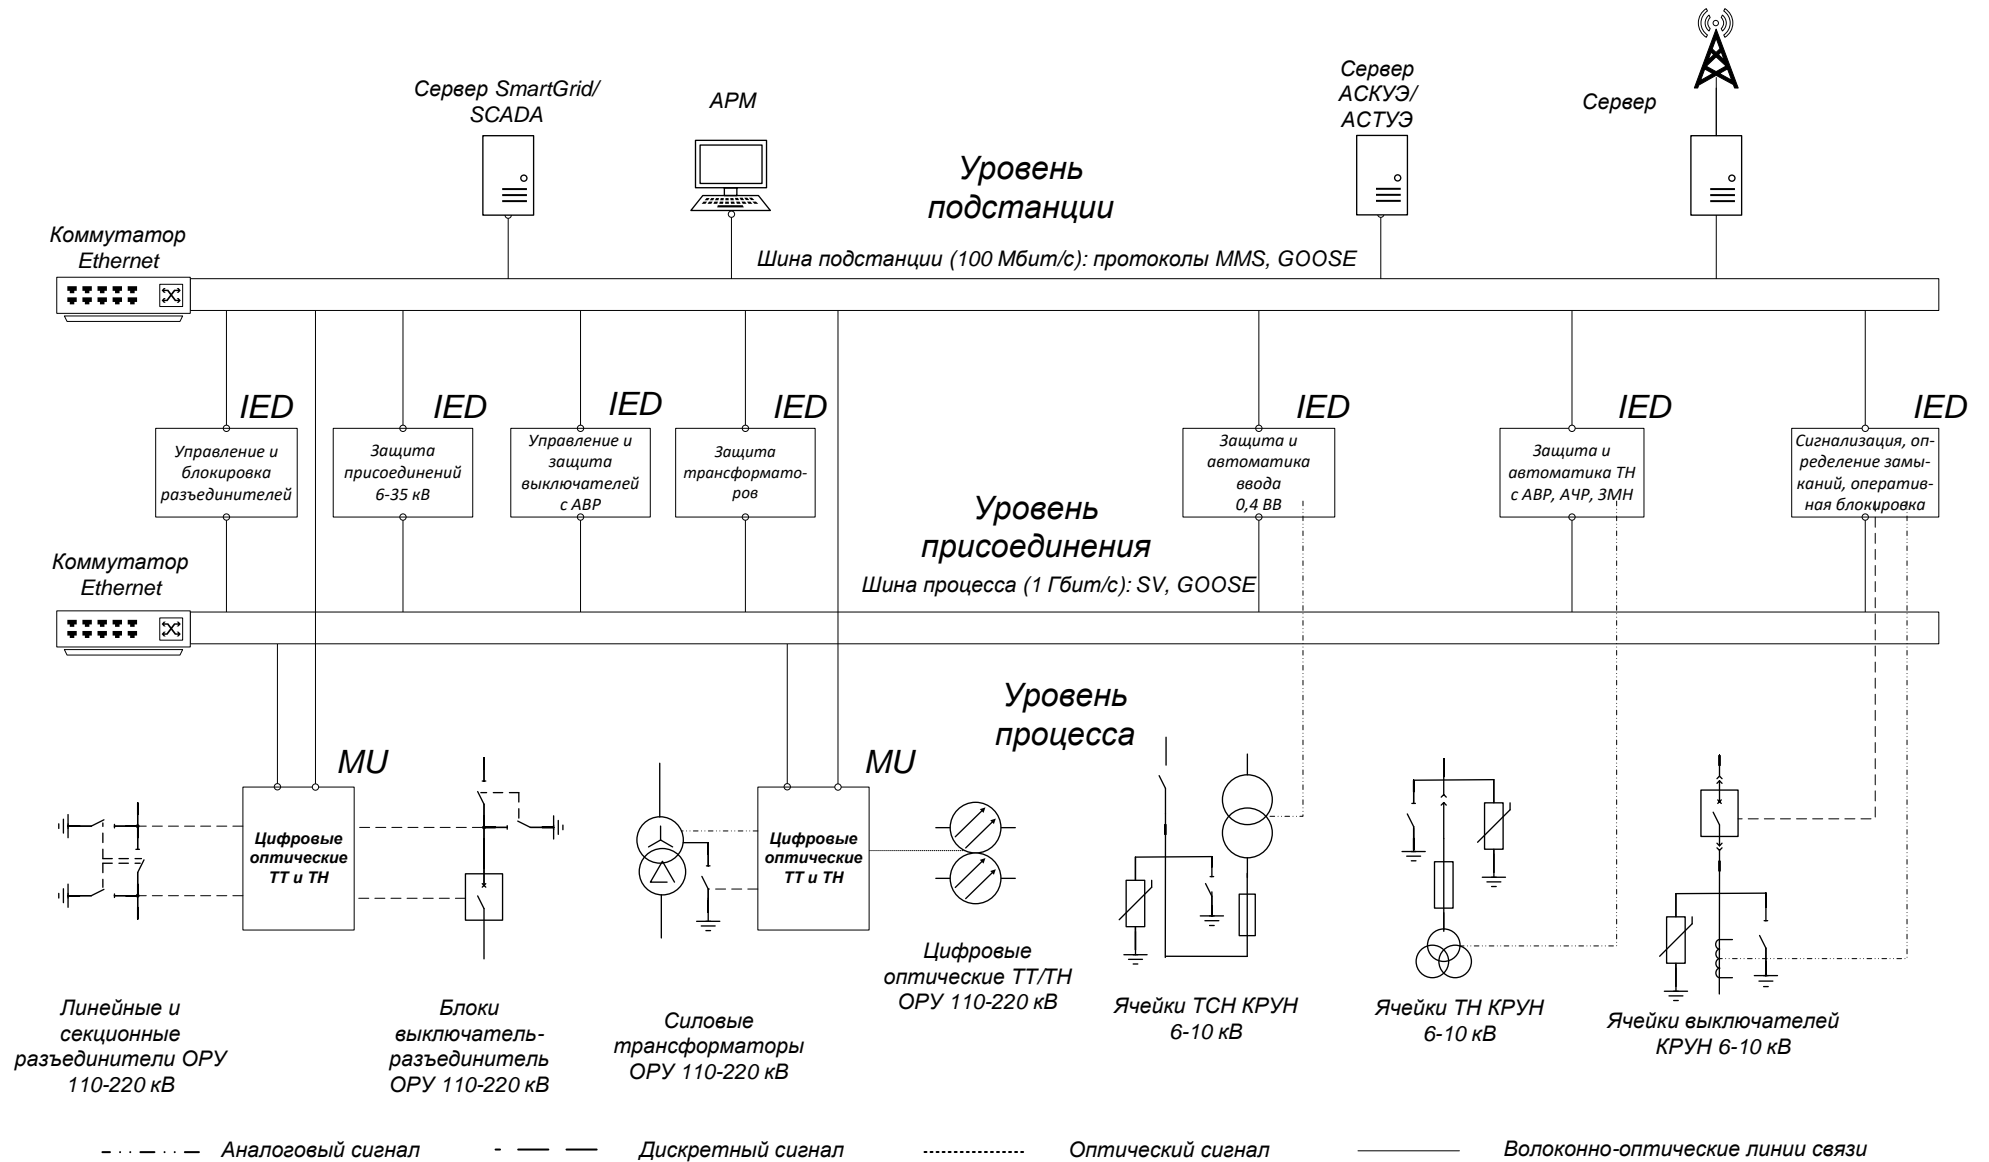 Сервер SmartGrid/
SCADA
АРМ
Сервер
АСКУЭ/
АСТУЭ
Сервер
Уровень
подстанции
Коммутатор
Ethernet
Шина подстанции (100 Мбит/с): протоколы MMS, GOOSE
IED
IED
IED
IED
IED
IED
IED
Управление и
блокировка
разъединителей
Защита
присоединений
6-35 кВ
Управление и
защита
выключателей
с АВР
Защита
трансформато-
ров
Защита и
автоматика
ввода
0,4 ВВ
Защита и
автоматика ТН
с АВР, АЧР, ЗМН
Сигнализация, оп-
ределение замы-
каний, оператив-
ная блокировка
Уровень
присоединения
Коммутатор
Ethernet
Шина процесса (1 Гбит/с): SV, GOOSE
Уровень
процесса
MU
MU
Цифровые
оптические
ТТ и ТН
Цифровые
оптические
ТТ и ТН
Линейные и
секционные
разъединители ОРУ
110-220 кВ
Блоки
выключатель-
разъединитель
ОРУ 110-220 кВ
Силовые
трансформаторы
ОРУ 110-220 кВ
Цифровые
оптические ТТ/ТН
ОРУ 110-220 кВ
Ячейки ТСН КРУН
6-10 кВ
Ячейки ТН КРУН
6-10 кВ
Ячейки выключателей
КРУН 6-10 кВ
Аналоговый сигнал
Дискретный сигнал
Оптический сигнал
Волоконно-оптические линии связи